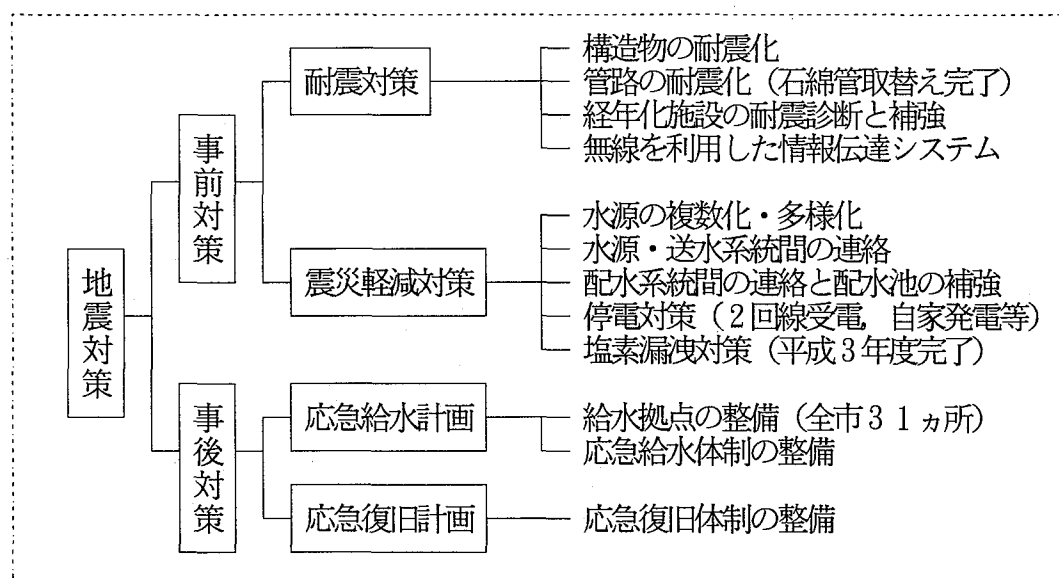 地震対策
事前対策
耐震対策
構造物の耐震化
管路の耐震化（石綿管取替え完了）
経年化施設の耐震診断と補強
無線を利用した情報伝達システム
震災軽減対策
水源の複数化・多様化
水源・送水系統間の連絡
配水系統間の連絡と配水池の補強
停電対策（２回線受電，自家発電等）
塩素漏洩対策（平成３年度完了）
事後対策
応急給水計画
給水拠点の整備（全市３１ヵ所）
応急給水体制の整備
応急復旧計画
応急復旧体制の整備